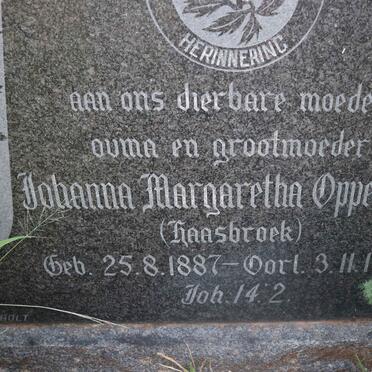 HERINNERING
aan ons dierbare moede
ouma en grootmoeder
Johanna Margaretha Oppe
(Haasbroek)
Geb. 25.8.1887 – Oorl. 3.11.1
Joh. 14:2.